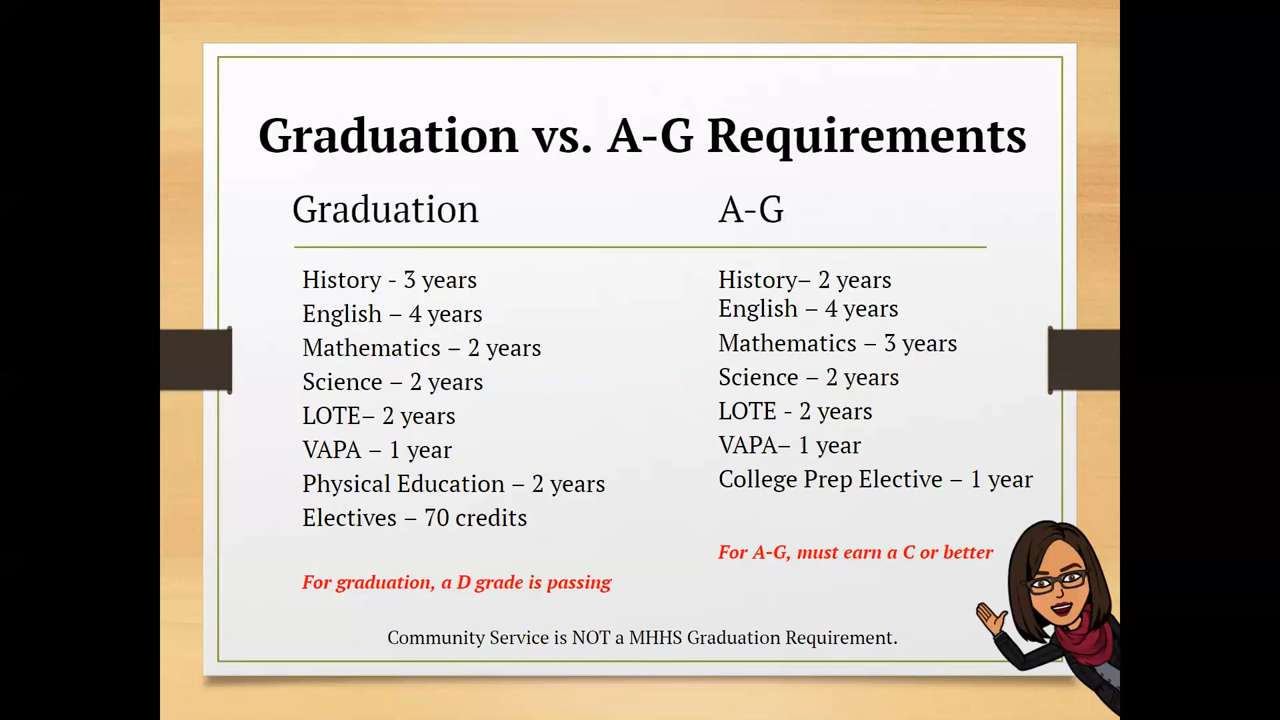 Graduation vs. A-G Requirements
Graduation
History - 3 years
English – 4 years
Mathematics – 2 years
Science – 2 years
LOTE– 2 years
VAPA – 1 year
Physical Education – 2 years
Electives – 70 credits
For graduation, a D grade is passing
A-G
History– 2 years
English – 4 years
Mathematics – 3 years
Science – 2 years
LOTE - 2 years
VAPA– 1 year
College Prep Elective – 1 year
For A-G, must earn a C or better
Community Service is NOT a MHHS Graduation Requirement.